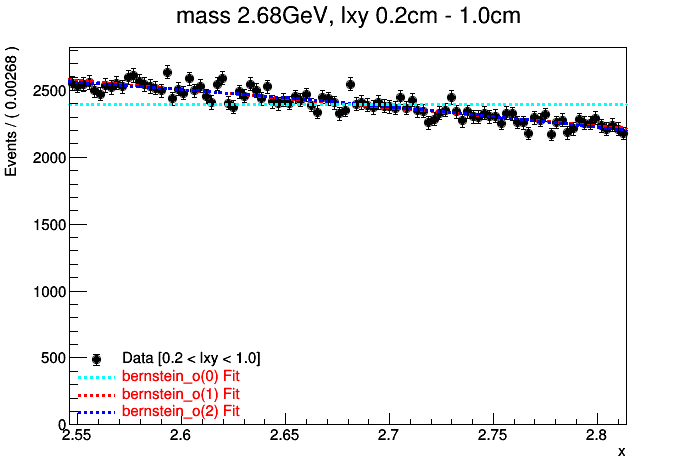 mass 2.68GeV, lxy 0.2cm - 1.0cm
Events / ( 0.00268 )
2500
2000
1500
1000
500
0
Data [0.2 < lxy < 1.0]
bernstein_o(0) Fit
bernstein_o(1) Fit
bernstein_o(2) Fit
2.55 2.6 2.65 2.7 2.75 2.8
x